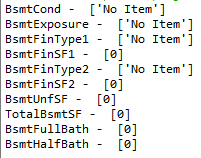 BsmtCond -  ['No Item']
BsmtExposure -  ['No Item']
BsmtFinType1 -  ['No Item']
BsmtFinSF1 -  [0]
BsmtFinType2 -  ['No Item']
BsmtFinSF2 -  [0]
BsmtUnfSF -  [0]
TotalBsmtSF -  [0]
BsmtFullBath -  [0]
BsmtHalfBath -  [0]